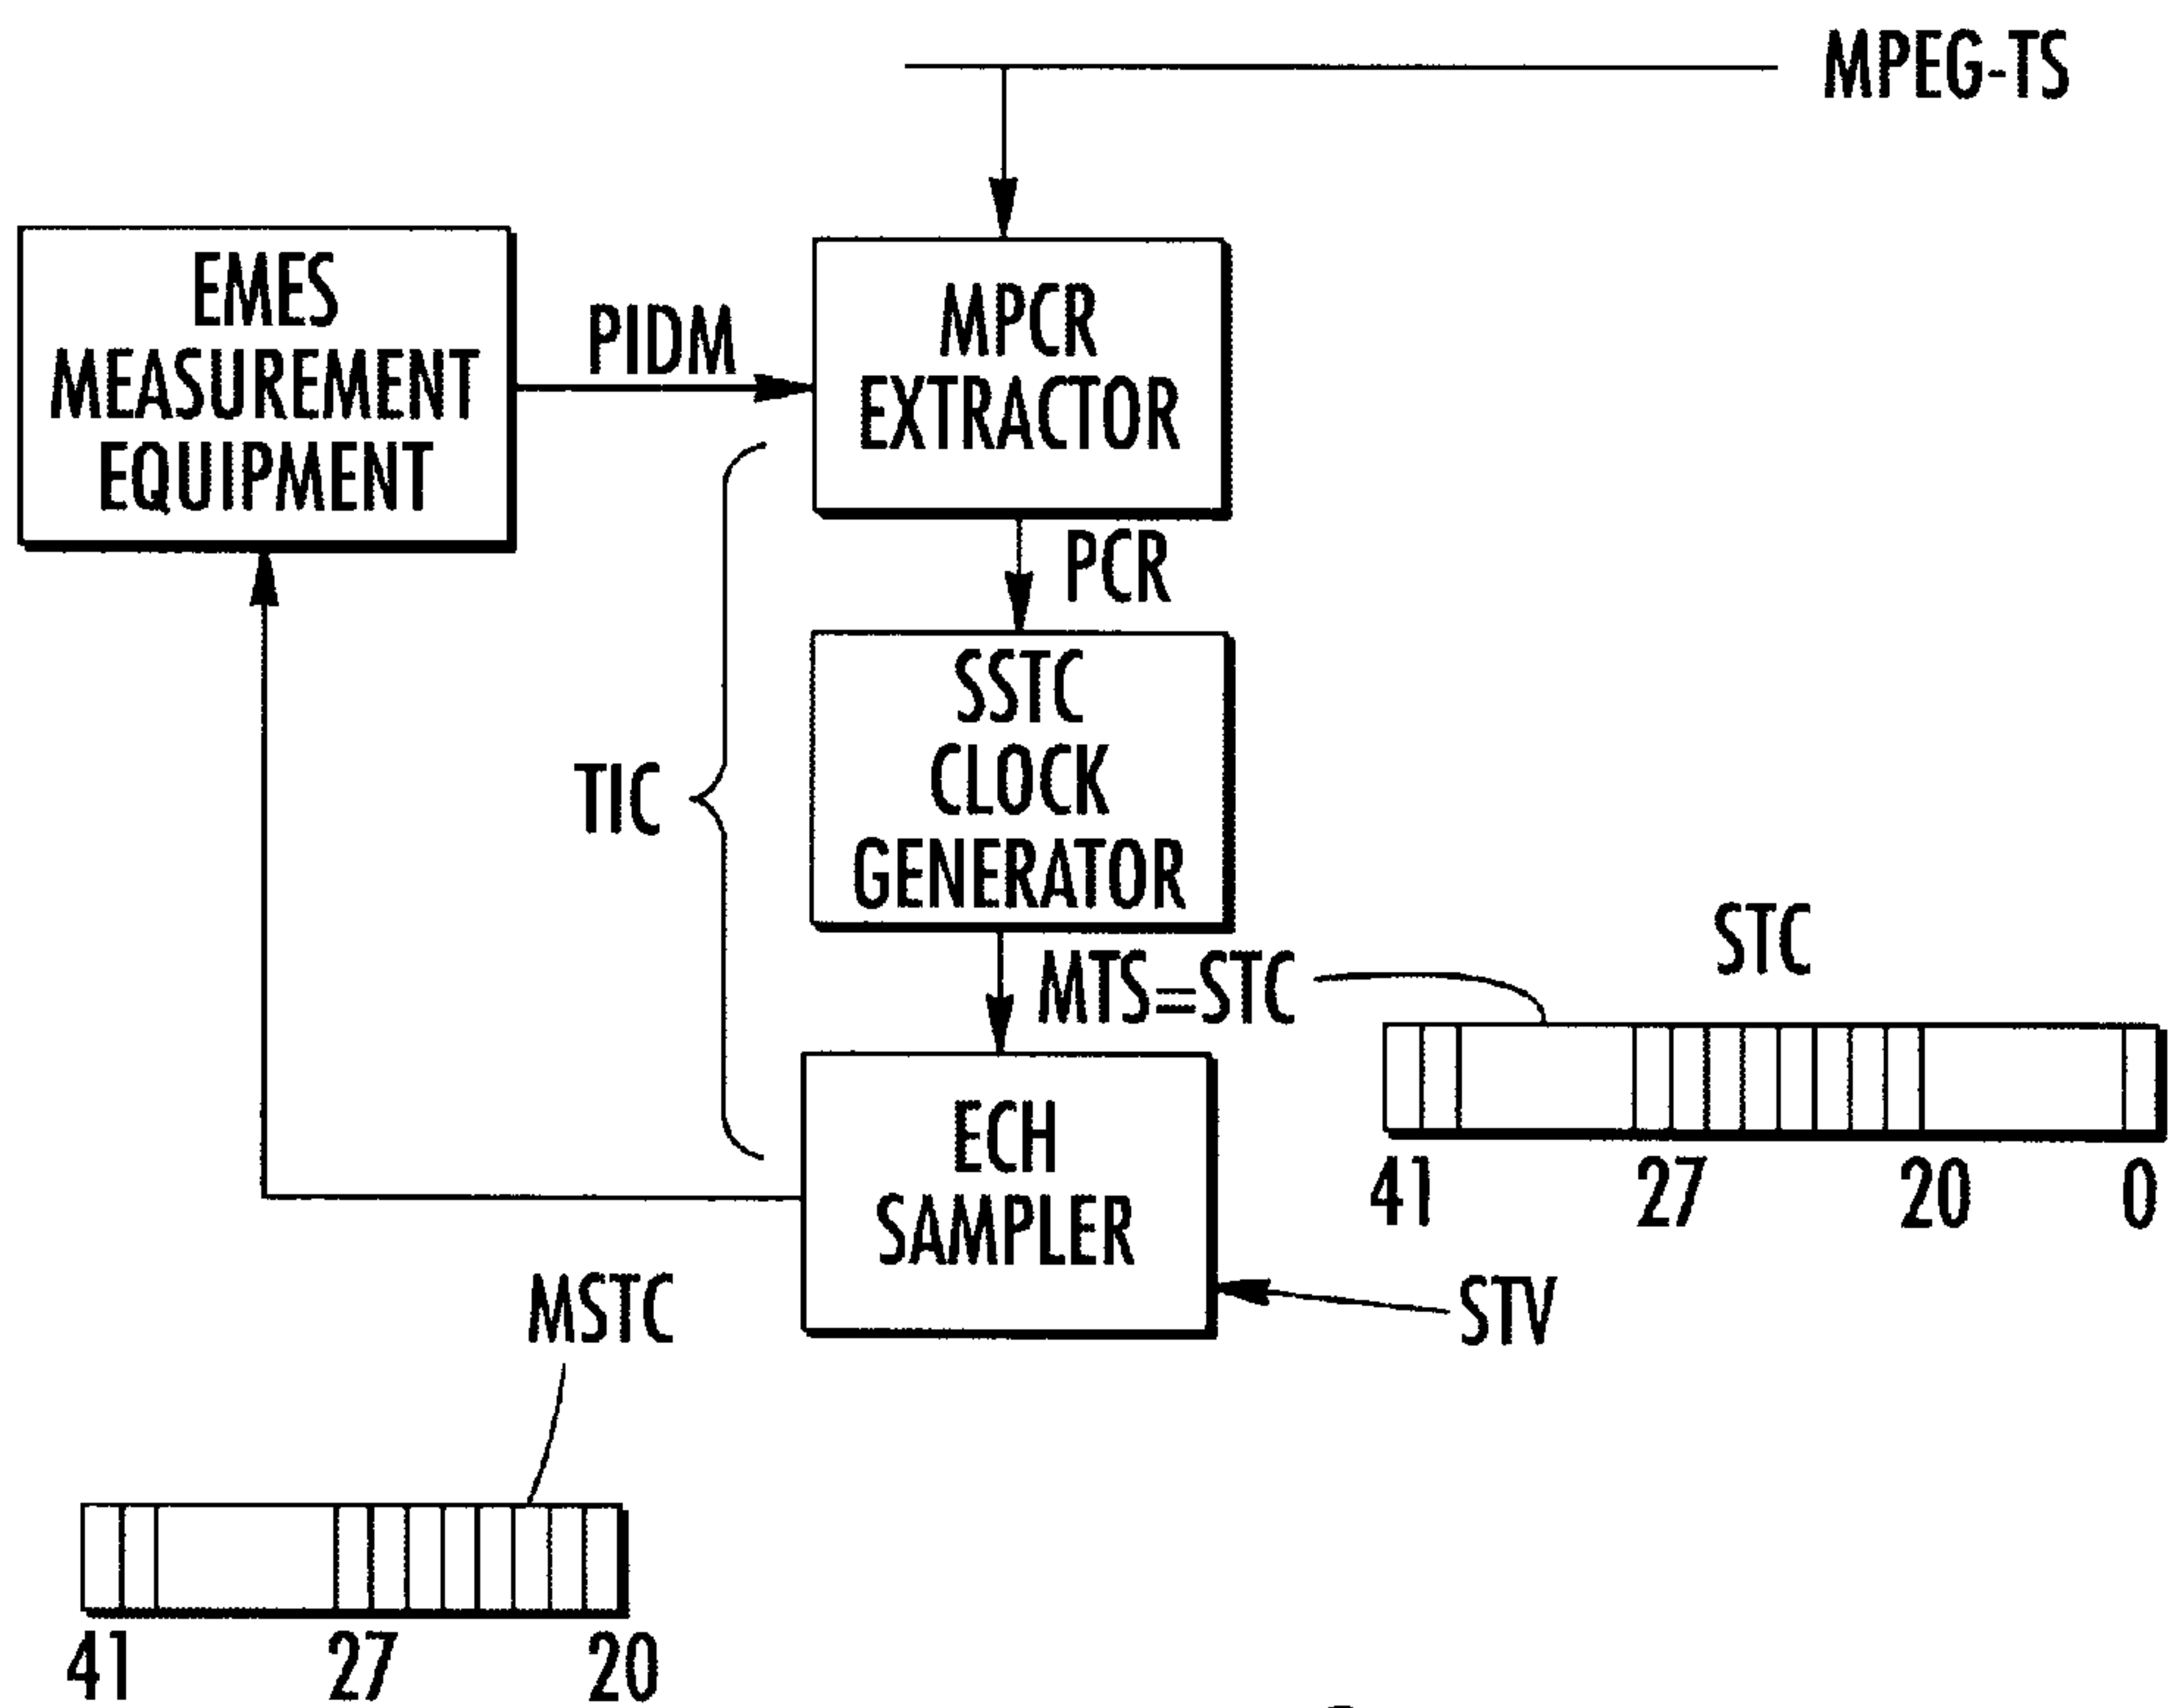 MPEG-TS
EMES
MEASUREMENT
EQUIPMENT
PIDM
MPCR
EXTRACTOR
PCR
SSTC
CLOCK
GENERATOR
TIC
MTS=STC
STC
41 27 20 0
ECH
SAMPLER
STV
MSTC
41 27 20